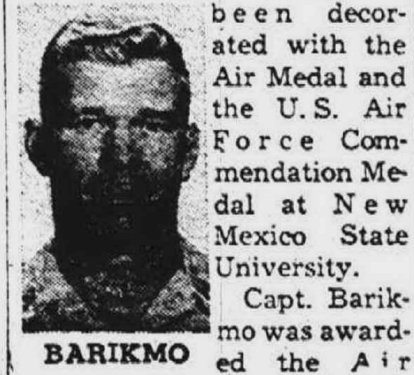 been decor-
ated with the
Air Medal and
the U.S. Air
Force Com-
mendation Me-
dal at New
Mexico State
University.
Capt. Barik-
mo was award-
ed the Air
BARIKMO